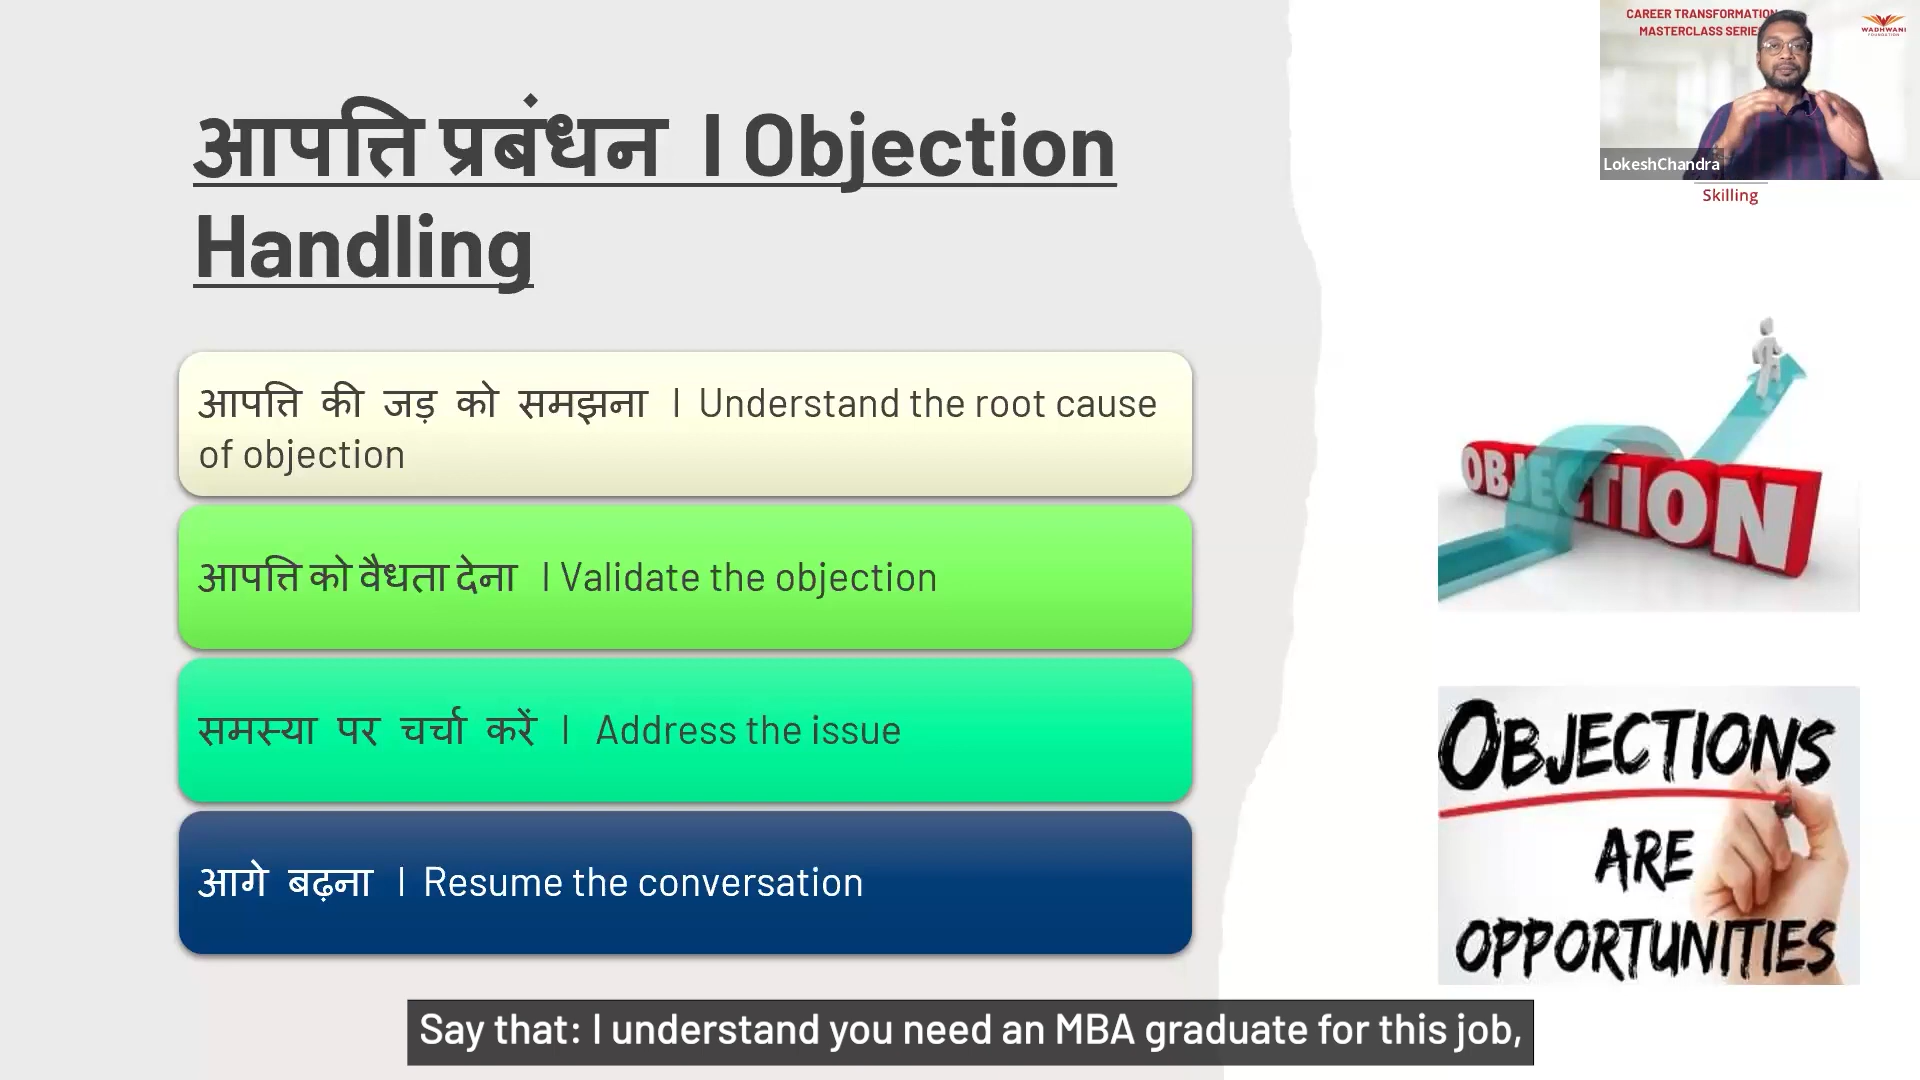 आपत्ति प्रबंधन | Objection
Handling
आपत्ति की जड़ को समझना | Understand the root cause
of objection
आपत्ति को वैधता देना | Validate the objection
समस्या पर चर्चा करें | Address the issue
आगे बढ़ना | Resume the conversation
CAREER TRANSFORMATION
MASTERCLASS SERIES
WADHWANI
FOUNDATION
LokeshChandra
Skilling
OBJECTION
OBJECTIONS
ARE
OPPORTUNITIES
Say that: I understand you need an MBA graduate for this job,